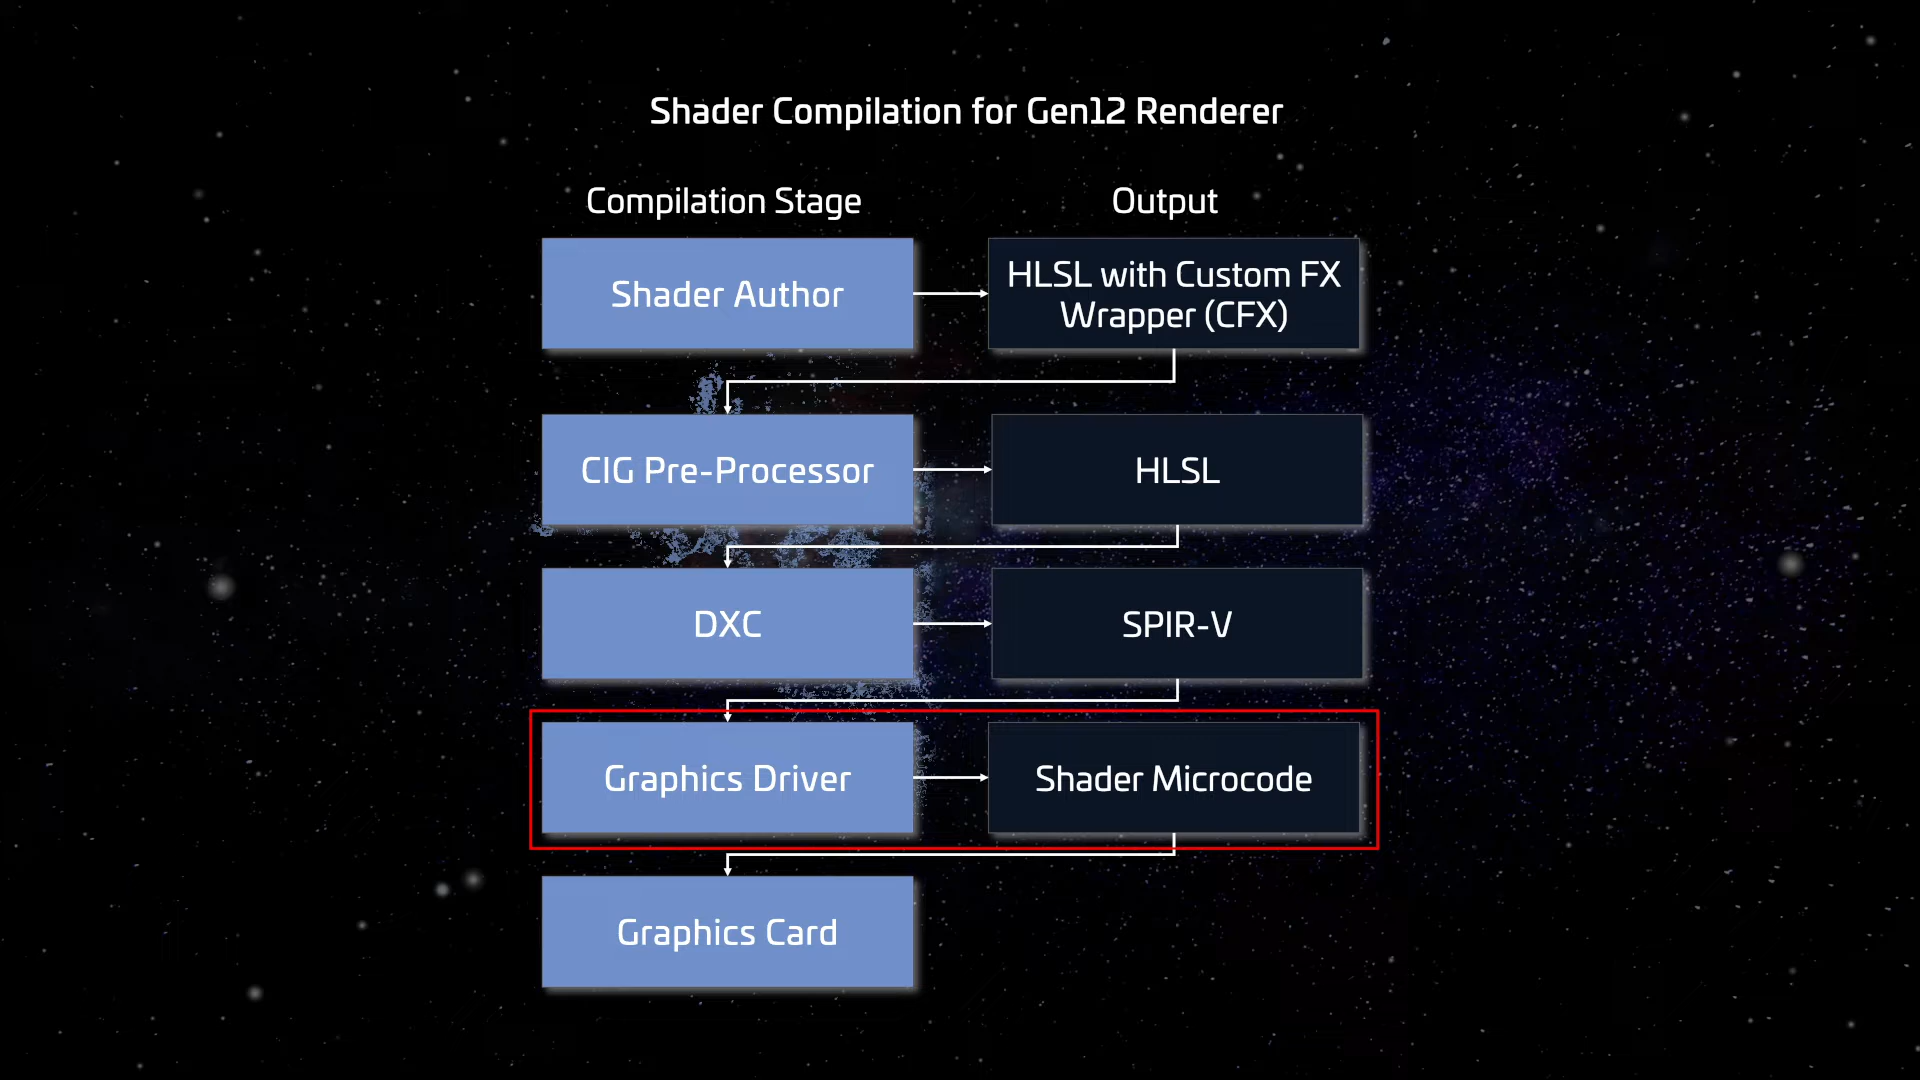 Shader Compilation for Gen12 Renderer
Compilation Stage
Output
Shader Author
HLSL with Custom FX
Wrapper (CFX)
CIG Pre-Processor
HLSL
DXC
SPIR-V
Graphics Driver
Shader Microcode
Graphics Card